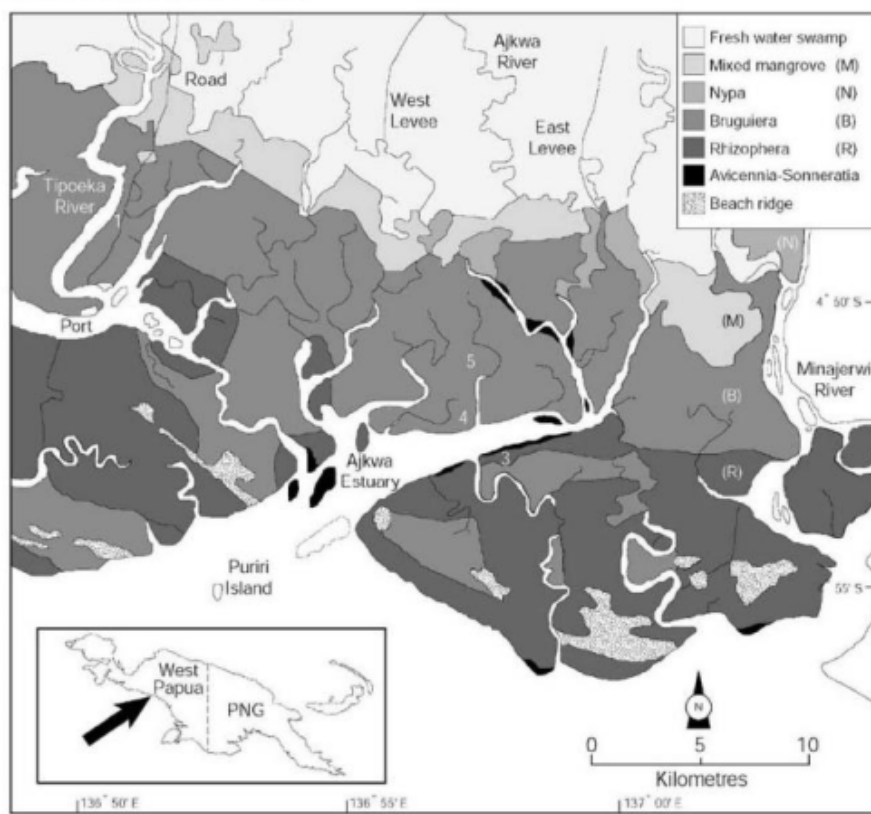 Fresh water swamp
Mixed mangrove (M)
Nypa (N)
Bruguiera (B)
Rhizophera (R)
Avicennia-Sonneratia
Beach ridge
Road
Ajkwa
River
West
Levee
East
Levee
Tipoeka
River
1
(N)
4° 50' S
Port
(M)
5
Minajerwi
River
(B)
4
3
Ajkwa
Estuary
(R)
Puriri
Island
55' S
West
Papua
PNG
N
0 5 10
Kilometres
136° 50' E
136° 55' E
137° 00' E